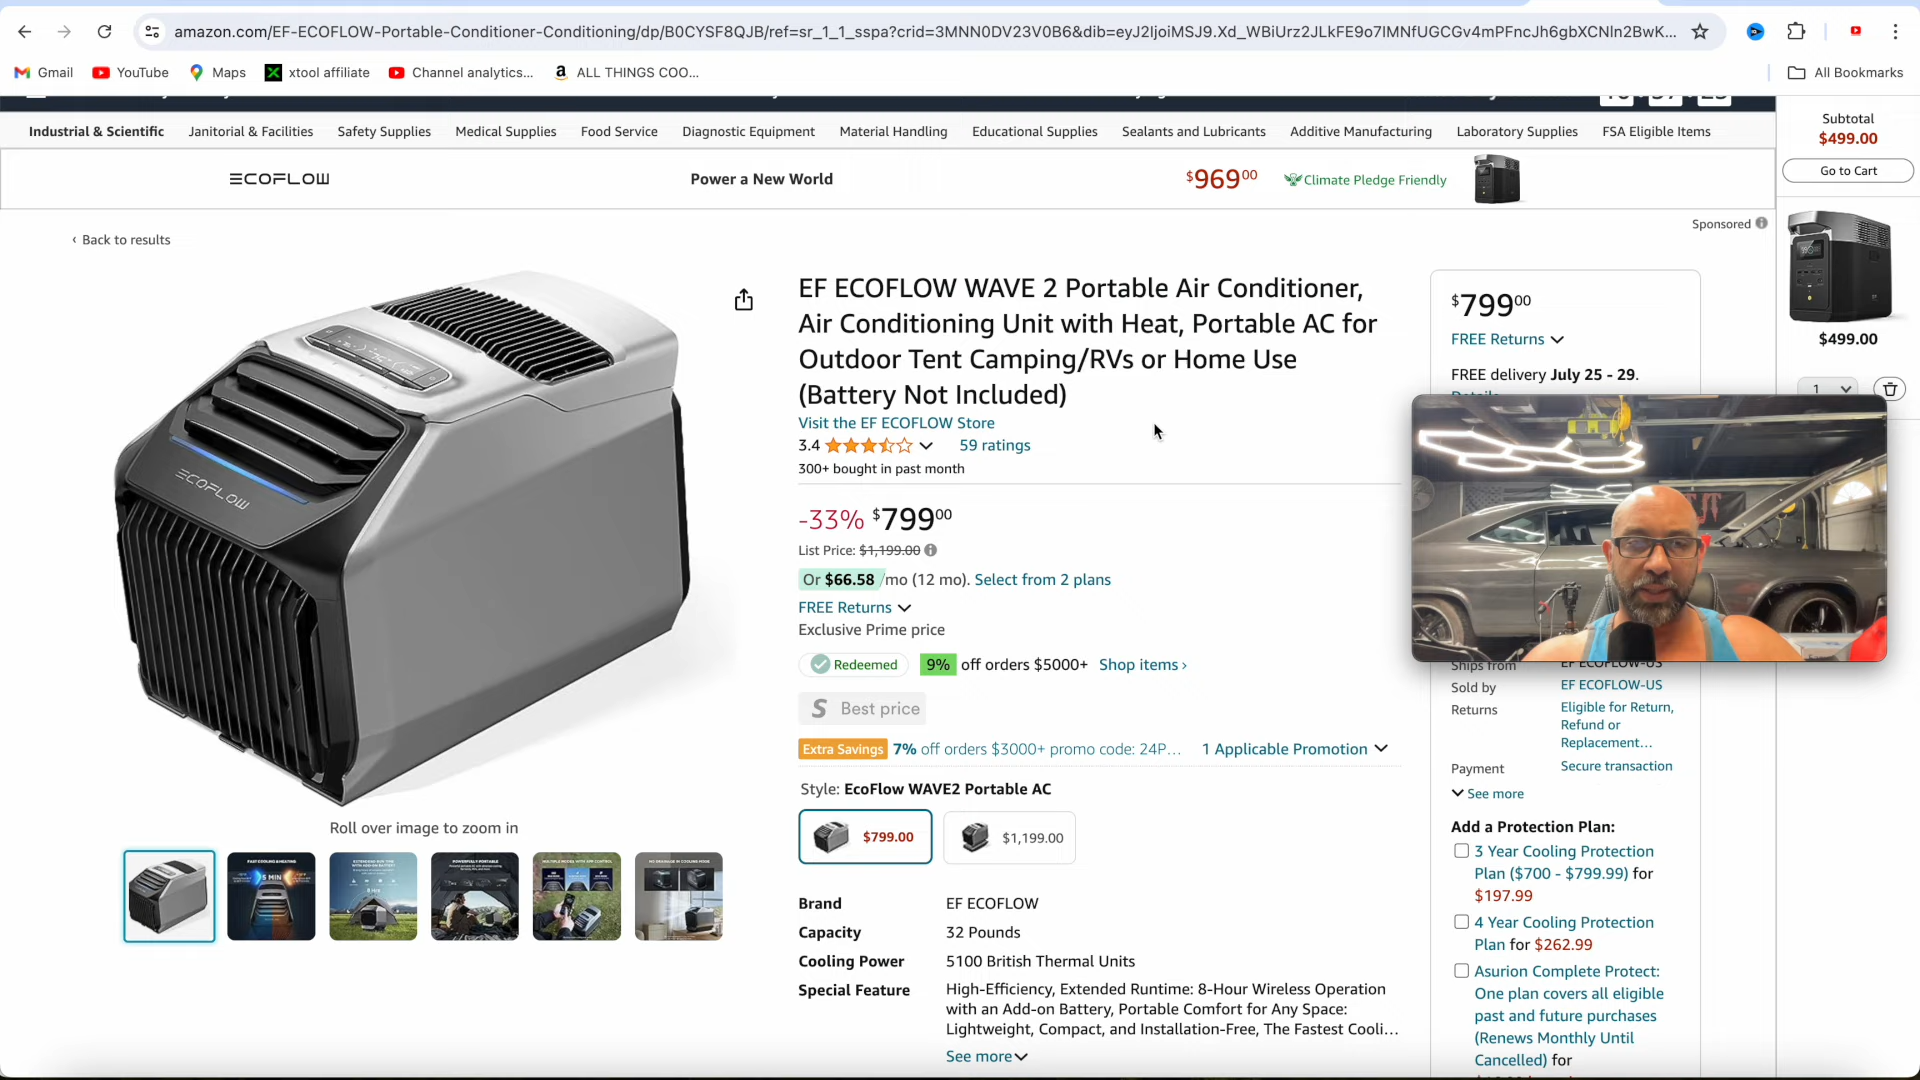 amazon.com/EF-ECOFLOW-Portable-Conditioner-Conditioning/dp/B0CYSF8QJB/ref=sr_1_1_sspa?crid=3MNN0DV23V0B6&dib=eyJ2IjoiMSJ9.Xd_WBiUrz2JLkFE9o7IMNfUGCGv4mPFncJh6gbXCNln2BwK...
Gmail YouTube Maps xtool affiliate Channel analytics... ALL THINGS COO... All Bookmarks
Industrial & Scientific Janitorial & Facilities Safety Supplies Medical Supplies Food Service Diagnostic Equipment Material Handling Educational Supplies Sealants and Lubricants Additive Manufacturing Laboratory Supplies FSA Eligible Items
ECOFLOW Power a New World $969.00 Climate Pledge Friendly
Sponsored
‹ Back to results
ECOFLOW
Roll over image to zoom in
FAST COOLING & HEATING
5 MIN
EF ECOFLOW WAVE 2 Portable Air Conditioner,
Air Conditioning Unit with Heat, Portable AC for
Outdoor Tent Camping/RVs or Home Use
(Battery Not Included)
Visit the EF ECOFLOW Store
3.4 59 ratings
300+ bought in past month
-33% $799.00
List Price: $1,199.00
Or $66.58 /mo (12 mo). Select from 2 plans
FREE Returns
Exclusive Prime price
Redeemed 9% off orders $5000+ Shop items ›
S Best price
Extra Savings 7% off orders $3000+ promo code: 24P... 1 Applicable Promotion
Style: EcoFlow WAVE2 Portable AC
$799.00 $1,199.00
Brand EF ECOFLOW
Capacity 32 Pounds
Cooling Power 5100 British Thermal Units
Special Feature High-Efficiency, Extended Runtime: 8-Hour Wireless Operation
with an Add-on Battery, Portable Comfort for Any Space:
Lightweight, Compact, and Installation-Free, The Fastest Cooli...
See more
$799.00
FREE Returns
FREE delivery July 25 - 29.
Details
Ships from EF ECOFLOW-US
Sold by EF ECOFLOW-US
Returns Eligible for Return,
Refund or
Replacement...
Payment Secure transaction
See more
Add a Protection Plan:
3 Year Cooling Protection
Plan ($700 - $799.99) for
$197.99
4 Year Cooling Protection
Plan for $262.99
Asurion Complete Protect:
One plan covers all eligible
past and future purchases
(Renews Monthly Until
Cancelled) for
Subtotal
$499.00
Go to Cart
$499.00
1